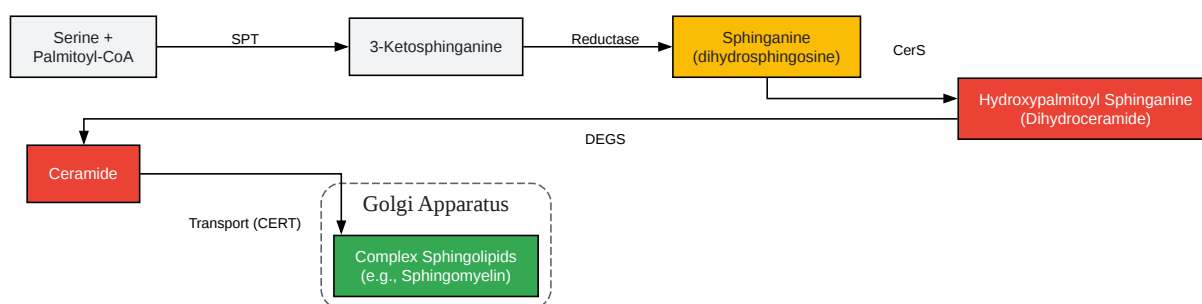 Serine +
Palmitoyl-CoA
SPT
3-Ketosphinganine
Reductase
Sphinganine
(dihydrosphingosine)
CerS
Hydroxypalmitoyl Sphinganine
(Dihydroceramide)
DEGS
Ceramide
Transport (CERT)
Golgi Apparatus
Complex Sphingolipids
(e.g., Sphingomyelin)